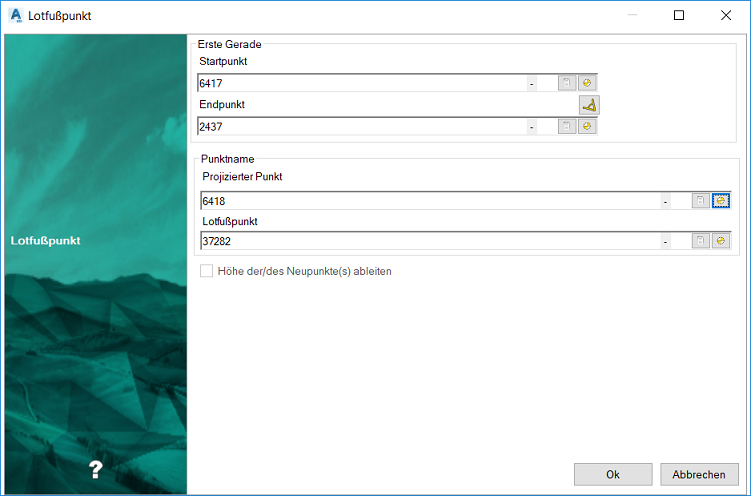 Lotfußpunkt
Erste Gerade
Startpunkt
6417 -
Endpunkt
2437 -
Punktname
Projizierter Punkt
6418 -
Lotfußpunkt
37282 -
Lotfußpunkt
Höhe der/des Neupunkte(s) ableiten
?
Ok Abbrechen